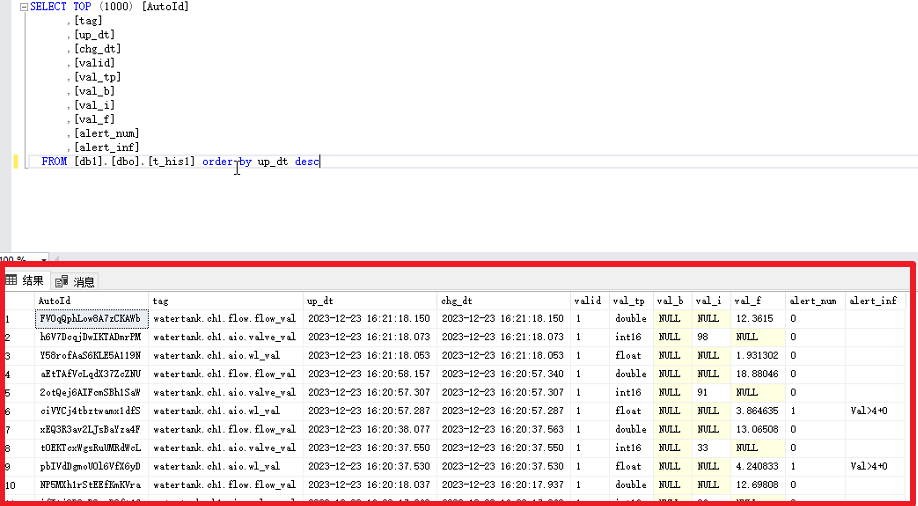 SELECT TOP (1000) [AutoId]
,[tag]
,[up_dt]
,[chg_dt]
,[valid]
,[val_tp]
,[val_b]
,[val_i]
,[val_f]
,[alert_num]
,[alert_inf]
FROM [db1].[dbo].[t_his1] order by up_dt desc
100 %
结果 消息
AutoId tag up_dt chg_dt valid val_tp val_b val_i val_f alert_num alert_inf
1 watertank.ch1.flow.flow_val 2023-12-23 16:21:18.150 2023-12-23 16:21:18.150 1 double NULL NULL 12.3615 0
2 watertank.ch1.aio.valve_val 2023-12-23 16:21:18.073 2023-12-23 16:21:18.073 1 int16 NULL 98 NULL 0
3 Y58rofAaS6KLE5A119N watertank.ch1.aio.wl_val 2023-12-23 16:21:18.053 2023-12-23 16:21:18.053 1 float NULL NULL 1.931302 0
4 aEtTAfVcLqdX37ZcZNU watertank.ch1.flow.flow_val 2023-12-23 16:20:58.157 2023-12-23 16:20:57.340 1 double NULL NULL 18.88046 0
5 2otQej6AIFcmSBh1SaW watertank.ch1.aio.valve_val 2023-12-23 16:20:57.307 2023-12-23 16:20:57.307 1 int16 NULL 91 NULL 0
6 ciVYCj4tbztwamx1dfS watertank.ch1.aio.wl_val 2023-12-23 16:20:57.287 2023-12-23 16:20:57.287 1 float NULL NULL 3.864635 1 Val>4+0
7 xEQ3R3av2LJsBaYza4F watertank.ch1.flow.flow_val 2023-12-23 16:20:38.077 2023-12-23 16:20:37.563 1 double NULL NULL 13.06508 0
8 tOEKTcxWgsRuUMRdWcL watertank.ch1.aio.valve_val 2023-12-23 16:20:37.550 2023-12-23 16:20:37.550 1 int16 NULL 33 NULL 0
9 pbIVdDgmoUOl6VfX6yD watertank.ch1.aio.wl_val 2023-12-23 16:20:37.530 2023-12-23 16:20:37.530 1 float NULL NULL 4.240833 1 Val>4+0
10 NP5MXh1rStEEfKmKVra watertank.ch1.flow.flow_val 2023-12-23 16:20:18.037 2023-12-23 16:20:17.937 1 double NULL NULL 12.69808 0